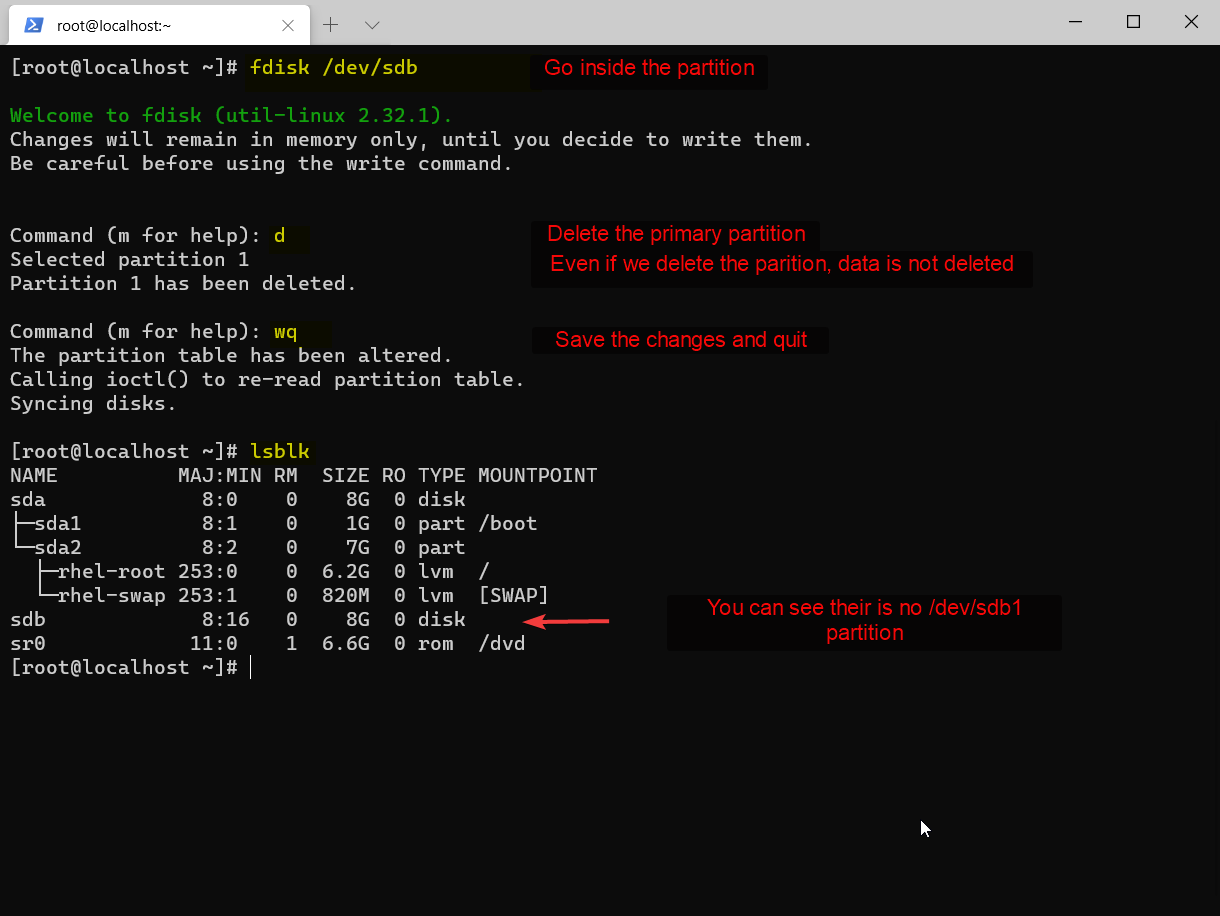 root@localhost:~
[root@localhost ~]# fdisk /dev/sdb
Go inside the partition
Welcome to fdisk (util-linux 2.32.1).
Changes will remain in memory only, until you decide to write them.
Be careful before using the write command.
Command (m for help): d
Delete the primary partition
Selected partition 1
Even if we delete the parition, data is not deleted
Partition 1 has been deleted.
Command (m for help): wq
Save the changes and quit
The partition table has been altered.
Calling ioctl() to re-read partition table.
Syncing disks.
[root@localhost ~]# lsblk
NAME          MAJ:MIN RM  SIZE RO TYPE MOUNTPOINT
sda             8:0    0    8G  0 disk
├─sda1          8:1    0    1G  0 part /boot
└─sda2          8:2    0    7G  0 part
  ├─rhel-root 253:0    0  6.2G  0 lvm  /
  └─rhel-swap 253:1    0  820M  0 lvm  [SWAP]
sdb             8:16   0    8G  0 disk
You can see their is no /dev/sdb1
partition
sr0            11:0    1  6.6G  0 rom  /dvd
[root@localhost ~]#